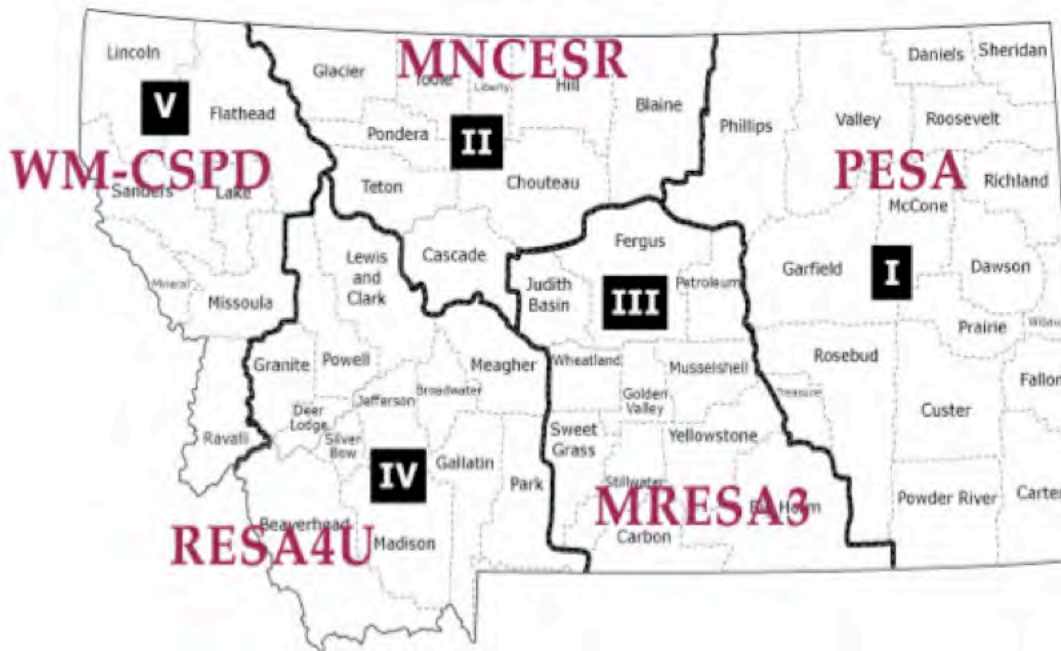 Lincoln
V
Flathead
WM-CSPD
Sanders
Lake
Mineral
Missoula
Ravalli
MNCESR
Glacier
Toole
Liberty
Hill
Blaine
Pondera
II
Teton
Chouteau
Cascade
Daniels
Sheridan
Phillips
Valley
Roosevelt
PESA
Richland
McCone
Garfield
I
Dawson
Prairie
Rosebud
Treasure
Fallon
Custer
Powder River
Carter
Fergus
Judith
Basin
III
Petroleum
Wheatland
Musselshell
Golden
Valley
Sweet
Grass
Yellowstone
Stillwater
MRESA3
Carbon
Lewis
and
Clark
Granite
Powell
Meagher
Broadwater
Jefferson
Deer
Lodge
Silver
Bow
IV
Gallatin
Park
RESA4U
Beaverhead
Madison